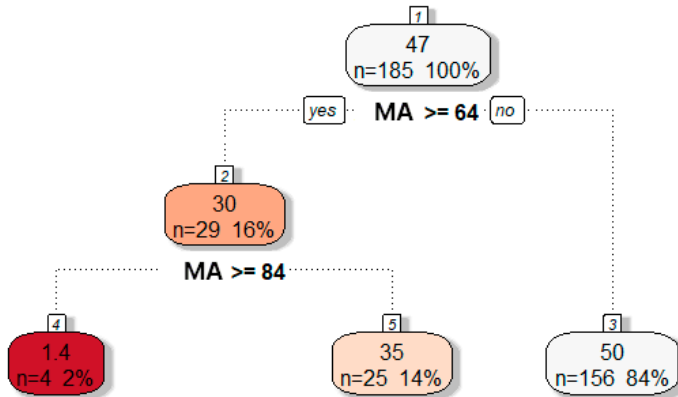 1
47
n=185 100%
yes MA >= 64 no
2
30
n=29 16%
MA >= 84
4
1.4
n=4 2%
5
35
n=25 14%
3
50
n=156 84%